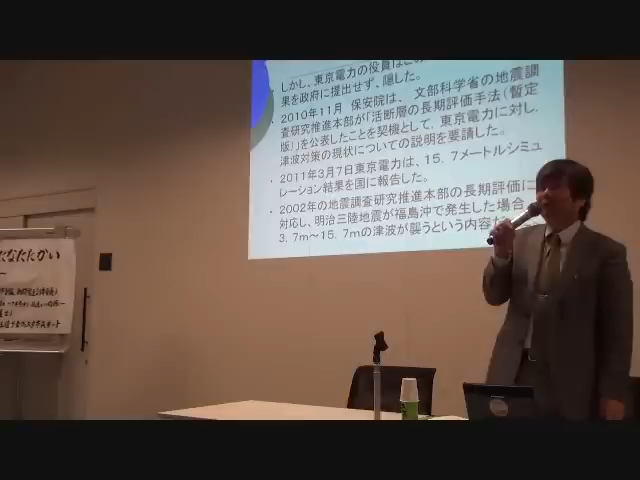 しかし、東京電力の役員はこの
果を政府に提出せず、隠した。
・ 2010年11月 保安院は、文部科学省の地震調
査研究推進本部が「活断層の長期評価手法(暫定
版)」を公表したことを契機として、東京電力に対し、
津波対策の現状についての説明を要請した。
・ 2011年3月7日東京電力は、15.7メートルシミュ
レーション結果を国に報告した。
・ 2002年の地震調査研究推進本部の長期評価に
対応し、明治三陸地震が福島沖で発生した場合、
3.7m~15.7mの津波が襲うという内容だ
なたたかい